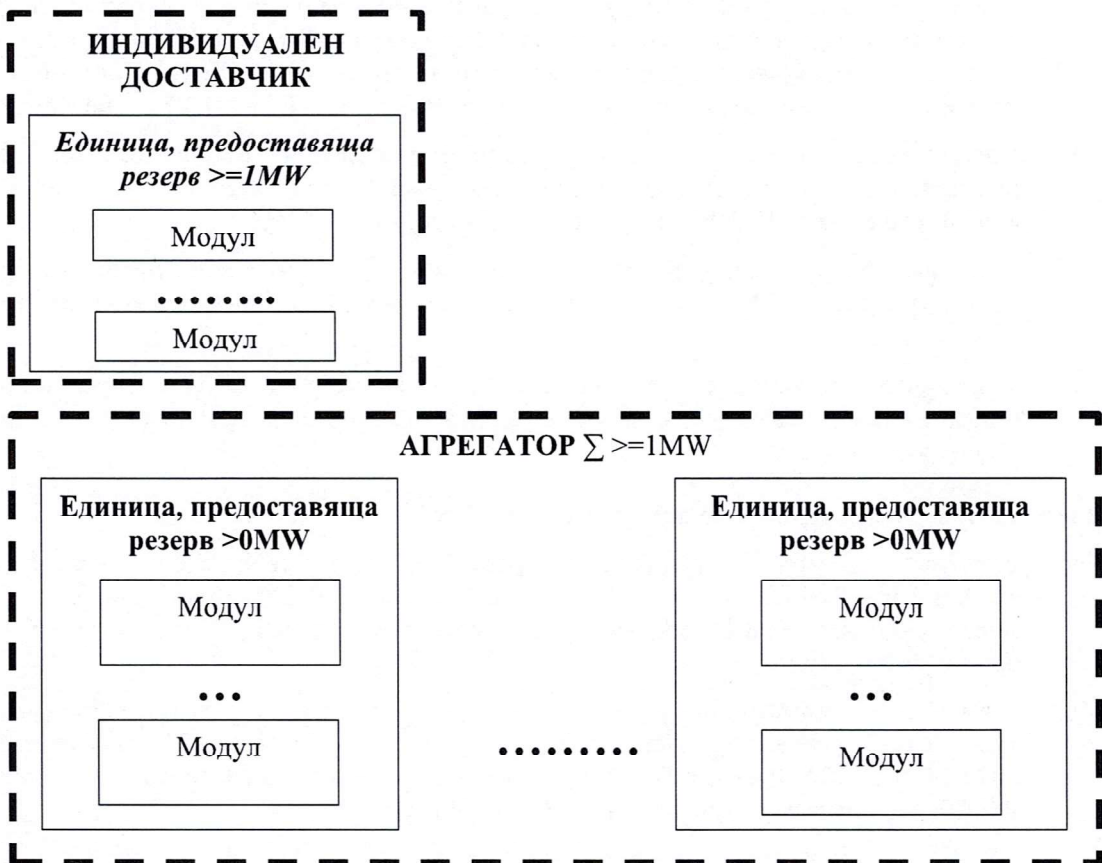 ИНДИВИДУАЛЕН
ДОСТАВЧИК
Единица, предоставяща
резерв >=1MW
Модул
........
Модул
АГРЕГАТОР ∑ >=1MW
Единица, предоставяща
резерв >0MW
Модул
...
Модул
.........
Единица, предоставяща
резерв >0MW
Модул
...
Модул